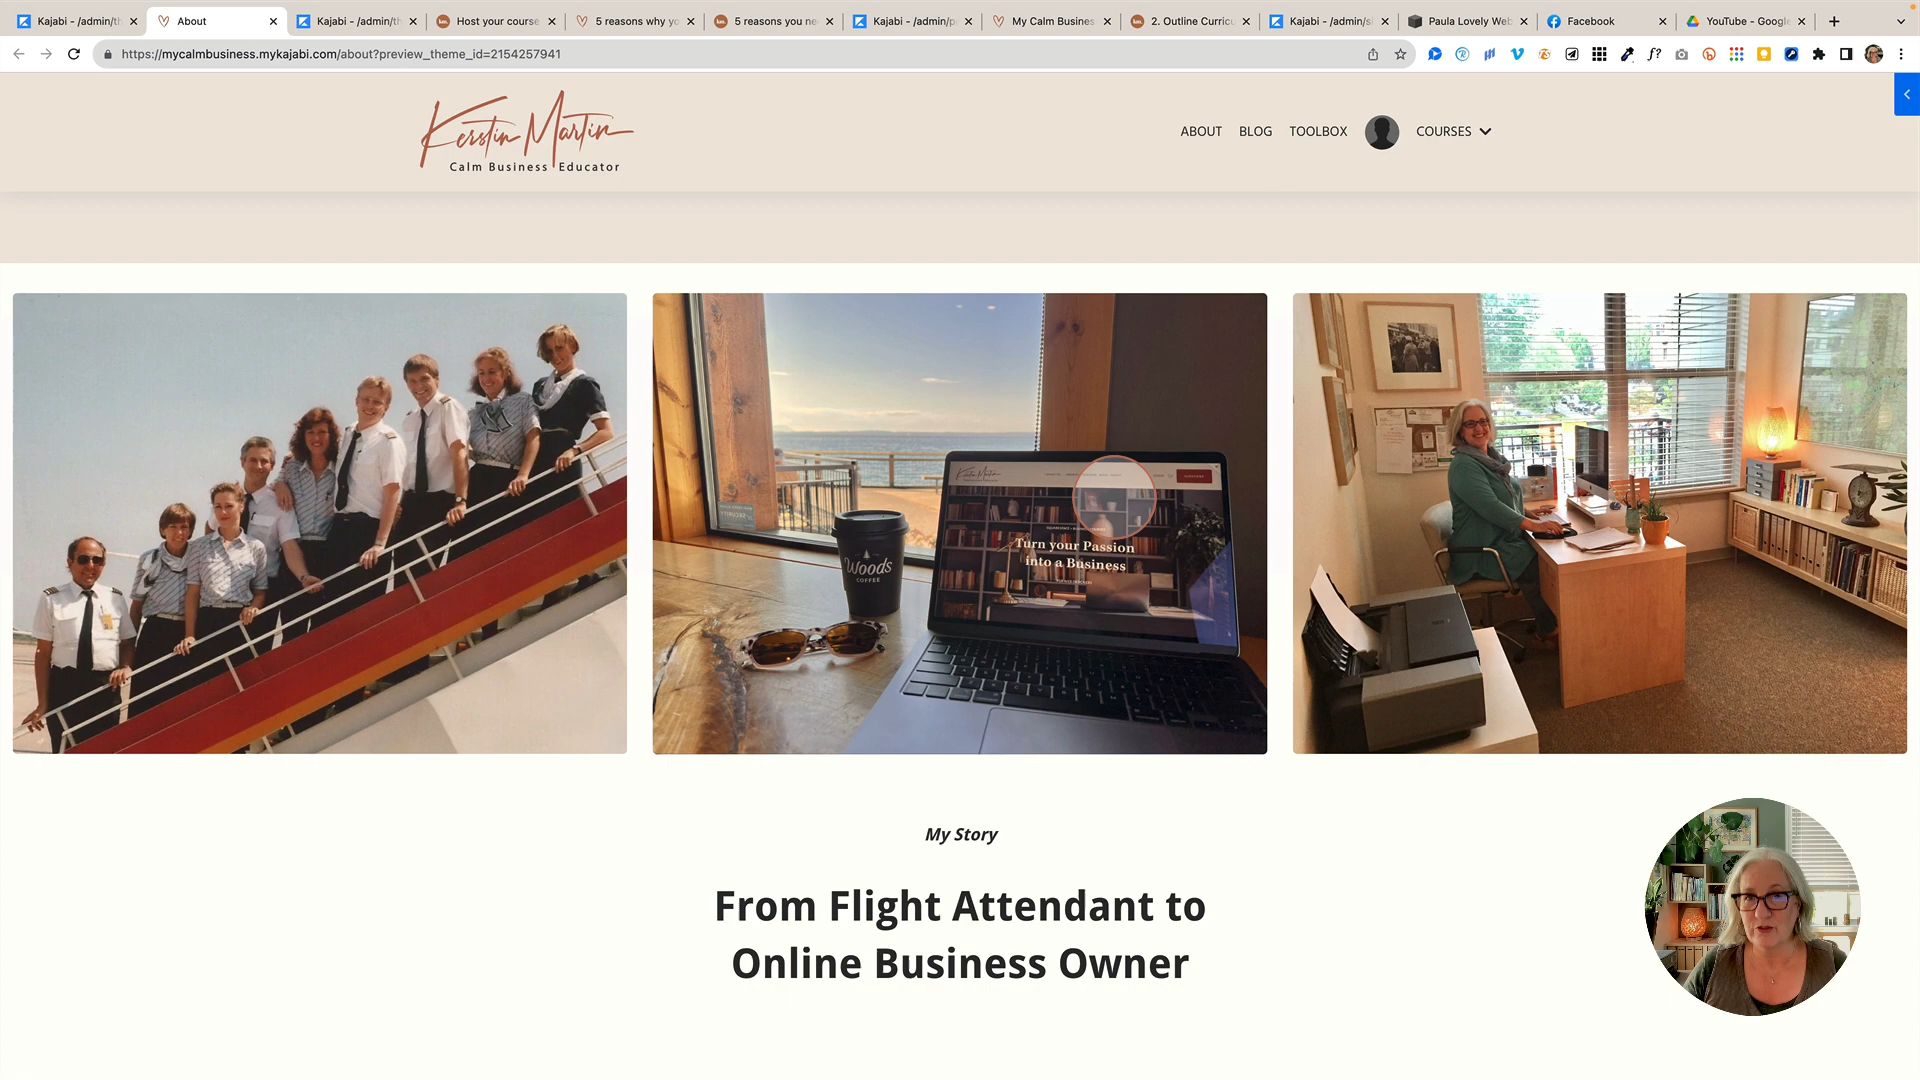 Kajabi - /admin/th
About
Kajabi - /admin/th
Host your course
5 reasons why yo
5 reasons you ne
Kajabi - /admin/p
My Calm Busines
2. Outline Curricu
Kajabi - /admin/si
Paula Lovely Web
Facebook
YouTube - Google
https://mycalmbusiness.mykajabi.com/about?preview_theme_id=2154257941
Kerstin Martin
Calm Business Educator
ABOUT
BLOG
TOOLBOX
COURSES
Kerstin Martin
Turn your Passion
into a Business
Woods
COFFEE
My Story
From Flight Attendant to
Online Business Owner